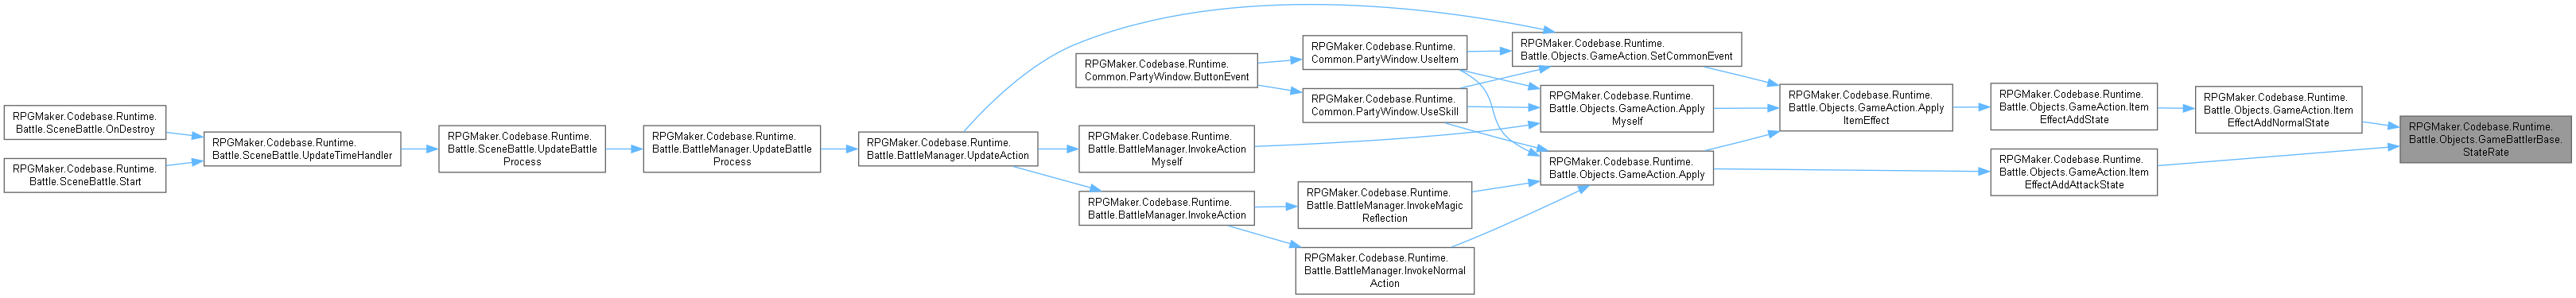 RPGMaker.Codebase.Runtime.
Battle.SceneBattle.OnDestroy
RPGMaker.Codebase.Runtime.
Battle.SceneBattle.Start
RPGMaker.Codebase.Runtime.
Battle.SceneBattle.UpdateTimeHandler
RPGMaker.Codebase.Runtime.
Battle.SceneBattle.UpdateBattle
Process
RPGMaker.Codebase.Runtime.
Battle.BattleManager.UpdateBattle
Process
RPGMaker.Codebase.Runtime.
Battle.BattleManager.UpdateAction
RPGMaker.Codebase.Runtime.
Common.PartyWindow.ButtonEvent
RPGMaker.Codebase.Runtime.
Battle.BattleManager.InvokeAction
Myself
RPGMaker.Codebase.Runtime.
Battle.BattleManager.InvokeAction
RPGMaker.Codebase.Runtime.
Common.PartyWindow.UseItem
RPGMaker.Codebase.Runtime.
Common.PartyWindow.UseSkill
RPGMaker.Codebase.Runtime.
Battle.BattleManager.InvokeMagic
Reflection
RPGMaker.Codebase.Runtime.
Battle.BattleManager.InvokeNormal
Action
RPGMaker.Codebase.Runtime.
Battle.Objects.GameAction.SetCommonEvent
RPGMaker.Codebase.Runtime.
Battle.Objects.GameAction.Apply
Myself
RPGMaker.Codebase.Runtime.
Battle.Objects.GameAction.Apply
RPGMaker.Codebase.Runtime.
Battle.Objects.GameAction.Apply
ItemEffect
RPGMaker.Codebase.Runtime.
Battle.Objects.GameAction.Item
EffectAddState
RPGMaker.Codebase.Runtime.
Battle.Objects.GameAction.Item
EffectAddAttackState
RPGMaker.Codebase.Runtime.
Battle.Objects.GameAction.Item
EffectAddNormalState
RPGMaker.Codebase.Runtime.
Battle.Objects.GameBattlerBase.
StateRate